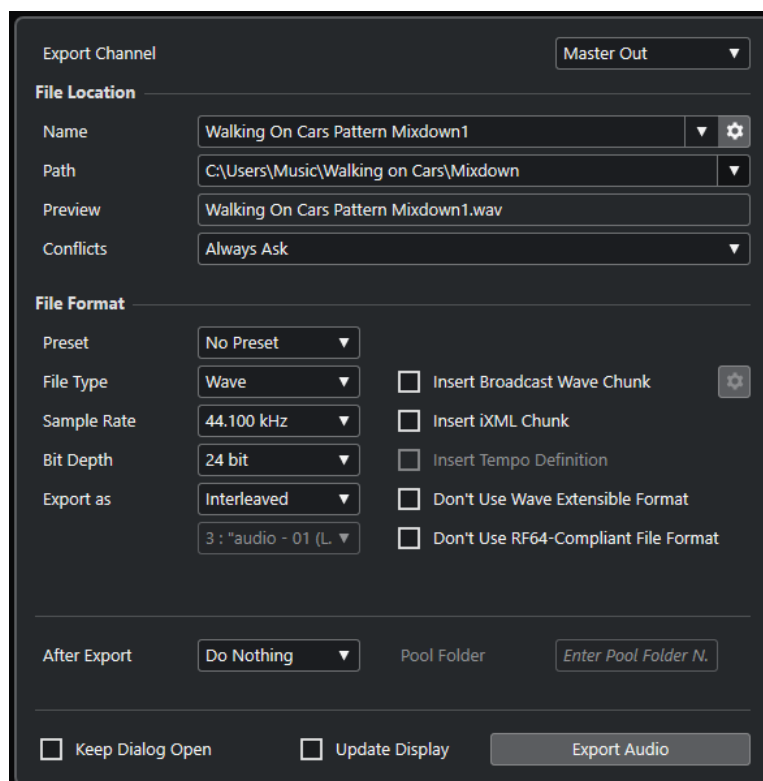 Export Channel Master Out
File Location
Name Walking On Cars Pattern Mixdown1
Path C:\Users\Music\Walking on Cars\Mixdown
Preview Walking On Cars Pattern Mixdown1.wav
Conflicts Always Ask
File Format
Preset No Preset
File Type Wave Insert Broadcast Wave Chunk
Sample Rate 44.100 kHz Insert iXML Chunk
Bit Depth 24 bit Insert Tempo Definition
Export as Interleaved Don't Use Wave Extensible Format
3 : "audio - 01 (L. Don't Use RF64-Compliant File Format
After Export Do Nothing Pool Folder Enter Pool Folder N.
Keep Dialog Open Update Display Export Audio